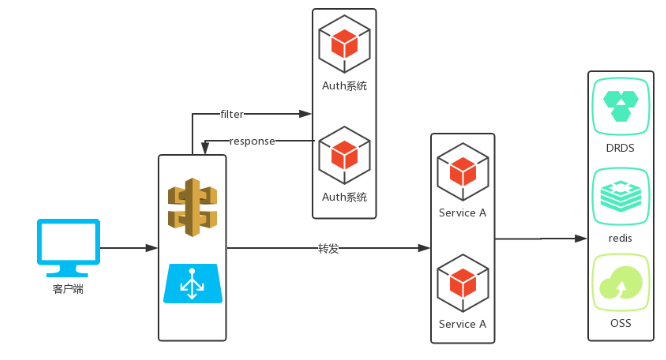 Auth系统
filter
response
Auth系统
DRDS
Service A
redis
转发
客户端
Service A
OSS